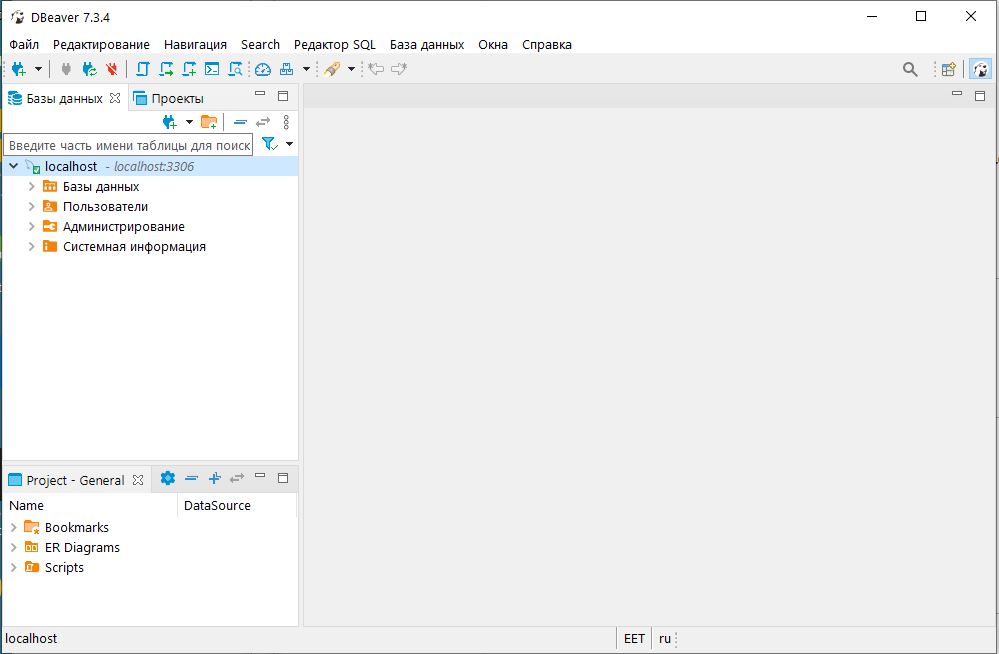 DBeaver 7.3.4
Файл Редактирование Навигация Search Редактор SQL База данных Окна Справка
Базы данных Проекты
Введите часть имени таблицы для поиск
localhost - localhost:3306
Базы данных
Пользователи
Администрирование
Системная информация
Project - General
Name DataSource
Bookmarks
ER Diagrams
Scripts
localhost EET ru